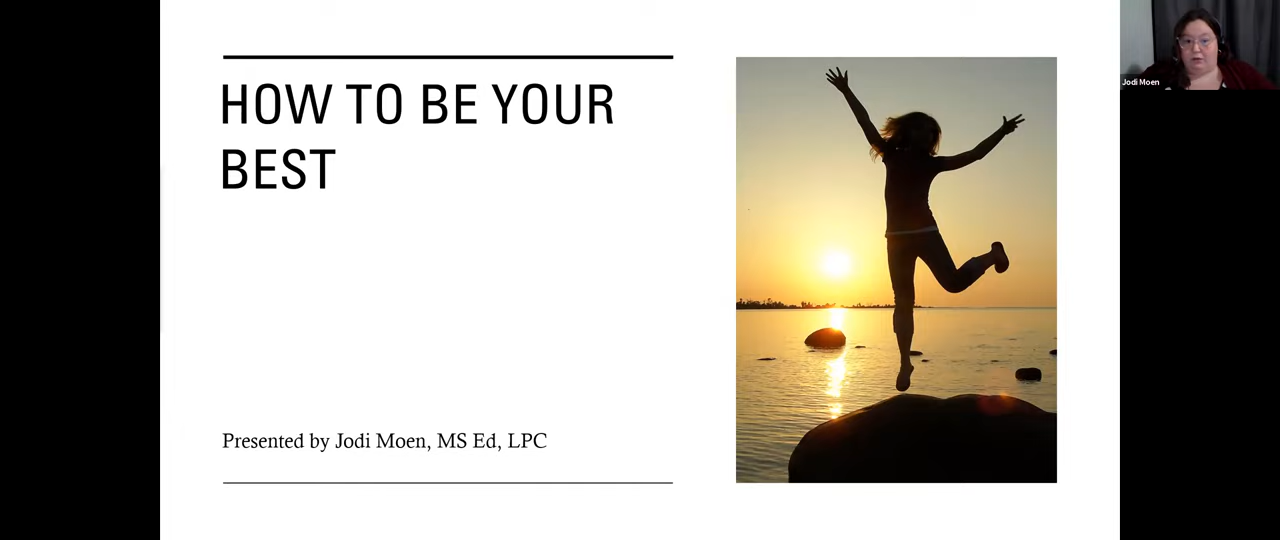 HOW TO BE YOUR
BEST
Presented by Jodi Moen, MS Ed, LPC
Jodi Moen